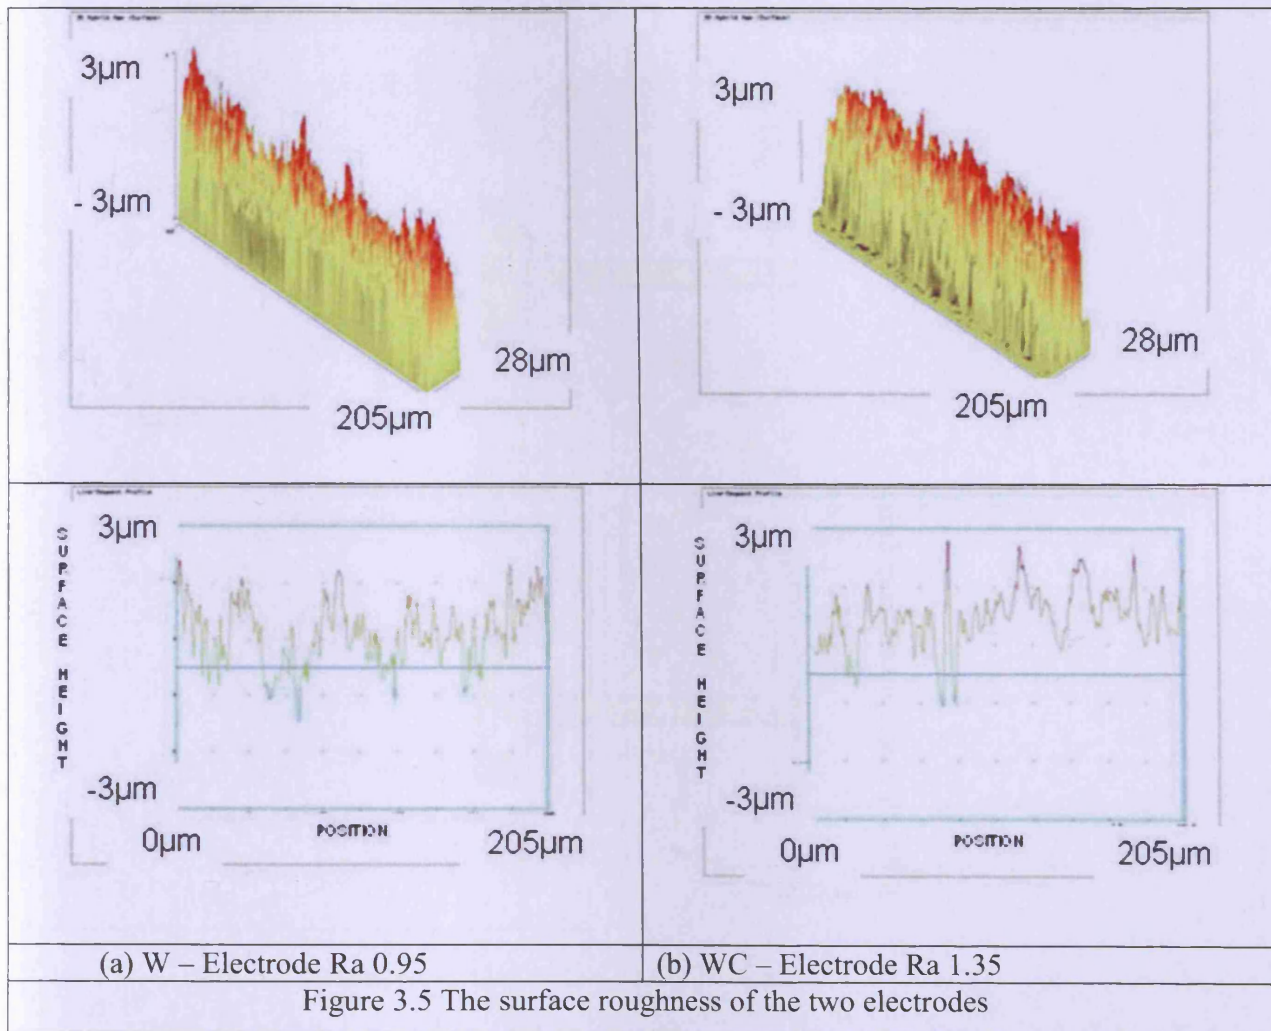 3µm
- 3µm
28µm
205µm
3µm
- 3µm
28µm
205µm
3µm
SURFACE HEIGHT
-3µm
0µm
POSITION
205µm
3µm
SURFACE HEIGHT
-3µm
0µm
POSITION
205µm
(a) W – Electrode Ra 0.95
(b) WC – Electrode Ra 1.35
Figure 3.5 The surface roughness of the two electrodes